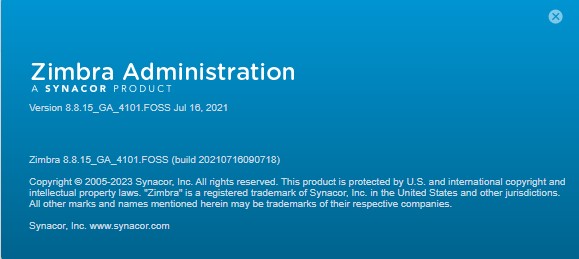 Zimbra Administration
A SYNACOR PRODUCT
Version 8.8.15_GA_4101.FOSS Jul 16, 2021
Zimbra 8.8.15_GA_4101.FOSS (build 20210716090718)
Copyright © 2005-2023 Synacor, Inc. All rights reserved. This product is protected by U.S. and international copyright and
intellectual property laws. "Zimbra" is a registered trademark of Synacor, Inc. in the United States and other jurisdictions.
All other marks and names mentioned herein may be trademarks of their respective companies.
Synacor, Inc. www.synacor.com